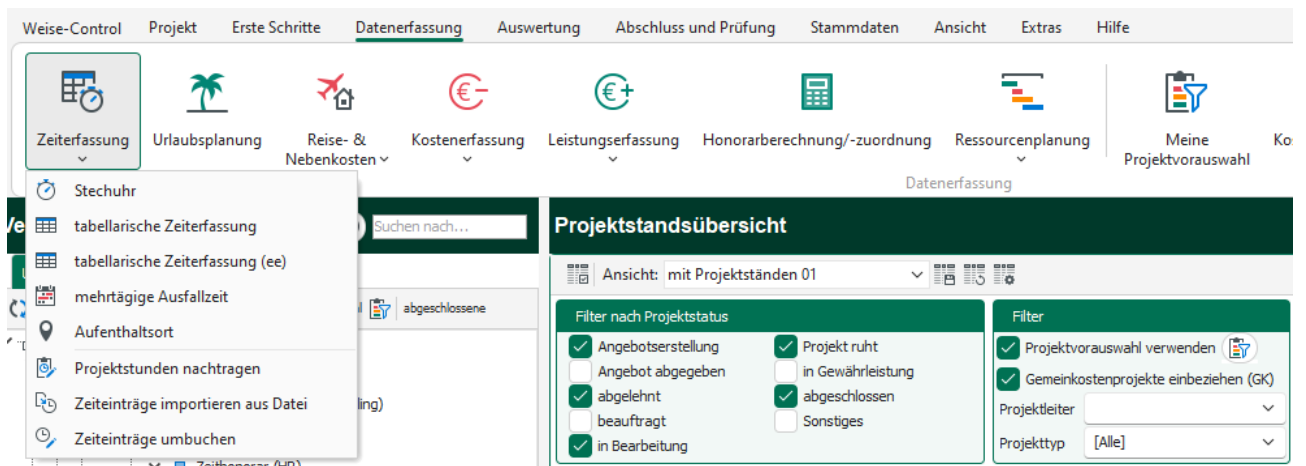 Weise-Control Projekt Erste Schritte Datenerfassung Auswertung Abschluss und Prüfung Stammdaten Ansicht Extras Hilfe
Zeiterfassung Urlaubsplanung Reise- & Nebenkosten Kostenerfassung Leistungserfassung Honorarberechnung/-zuordnung Ressourcenplanung Meine Projektvorauswahl
Datenerfassung
Stechuhr
tabellarische Zeiterfassung
tabellarische Zeiterfassung (ee)
mehrtägige Ausfallzeit
Aufenthaltsort
Projektstunden nachtragen
Zeiteinträge importieren aus Datei
Zeiteinträge umbuchen
Suchen nach...
abgeschlossene
Projektstandsübersicht
Ansicht: mit Projektständen 01
Filter nach Projektstatus
Angebotserstellung Projekt ruht
Angebot abgegeben in Gewährleistung
abgelehnt abgeschlossen
beauftragt Sonstiges
in Bearbeitung
Filter
Projektvorauswahl verwenden
Gemeinkostenprojekte einbeziehen (GK)
Projektleiter
Projekttyp [Alle]